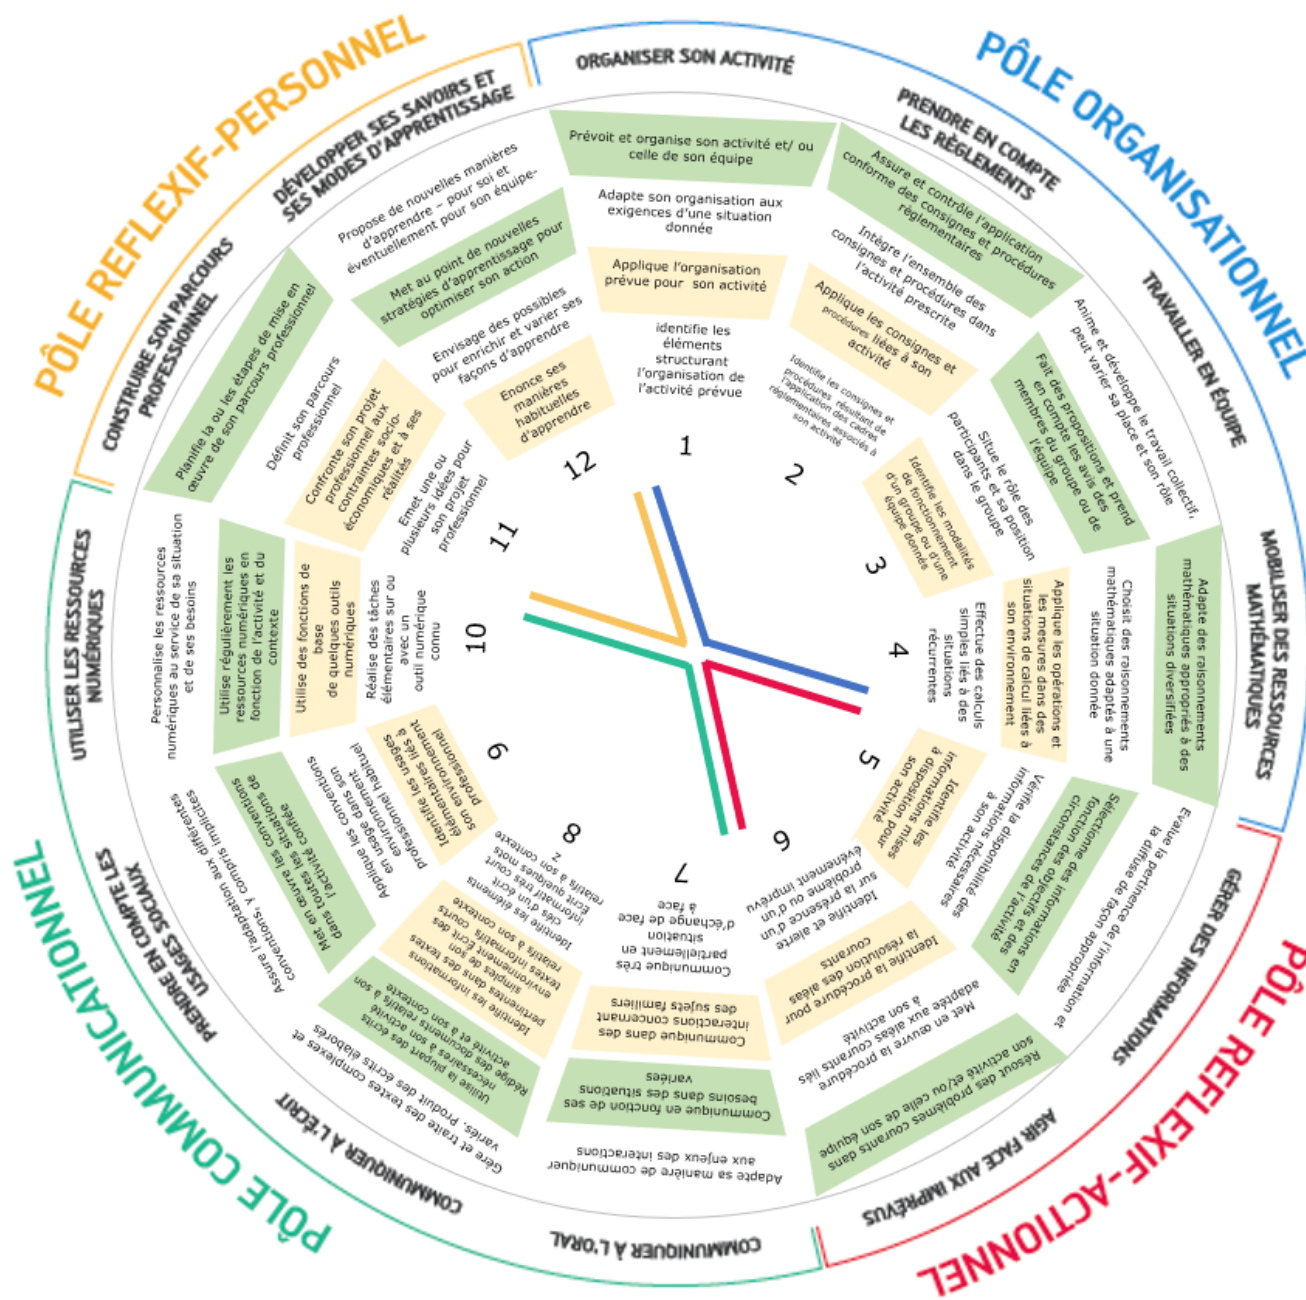 PÔLE ORGANISATIONNEL
ORGANISER SON ACTIVITÉ
Prévoit et organise son activité et/ ou
celle de son équipe
Adapte son organisation aux
exigences d'une situation
donnée
Applique l'organisation
prévue pour son activité
identifie les
éléments
structurant
l'organisation de
l'activité prévue
1
PRENDRE EN COMPTE
LES RÈGLEMENTS
Assure et contrôle l'application
conforme des consignes et procédures
règlementaires
Intègre l'ensemble des
consignes et procédures dans
l'activité prescrite
Applique les consignes et
procédures liées à son
activité
Identifie les consignes et
procédures résultant de
l'application des cadres
réglementaires associés à
son activité
2
TRAVAILLER EN ÉQUIPE
Anime et développe le travail collectif,
peut varier sa place et son rôle
Fait des propositions et prend
en compte les avis des
membres du groupe ou de
l'équipe
Situe le rôle des
participants et sa position
dans le groupe
Identifie les modalités
de fonctionnement
d'un groupe ou d'une
équipe donnés
3
MOBILISER DES RESSOURCES
MATHÉMATIQUES
Adapte des raisonnements
mathématiques appropriés à des
situations diversifiées
Choisit des raisonnements
mathématiques adaptés à une
situation donnée
Applique les opérations et
les mesures dans des
situations de calcul liées à
son environnement
Effectue des calculs
simples liés à des
situations
récurrentes
4
PÔLE REFLEXIF-ACTIONNEL
GÉRER DES INFORMATIONS
Evalue la pertinence de l'information et
la diffuse de façon appropriée
Sélectionne des informations en
fonction des objectifs et des
circonstances de l'activité
Vérifie la disponibilité des
informations nécessaires
à son activité
Identifie les
informations mises
à disposition pour
son activité
5
AGIR FACE AUX IMPRÉVUS
Résout des problèmes courants dans
son activité et/ou celle de son équipe
Met en œuvre la procédure
adaptée aux aléas courants liés
à son activité
Identifie la procédure pour
la résolution des aléas
courants
Identifie et alerte
sur la présence d'un
problème ou d'un
événement imprévu
6
PÔLE COMMUNICATIONNEL
COMMUNIQUER À L'ORAL
Adapte sa manière de communiquer
aux enjeux des interactions
Communique en fonction de ses
besoins dans des situations
variées
Communique dans des
interactions concernant
des sujets familiers
Communique très
partiellement en
situation
d'échange de face
à face
7
COMMUNIQUER À L'ÉCRIT
Gère et traite des textes complexes et
variés. Produit des écrits élaborés
Utilise la plupart des écrits
nécessaires à son activité
Rédige des documents relatifs à son
activité et à son contexte
Identifie les informations
pertinentes dans des textes
simples de son
environnement Écrit des
textes informatifs courts
relatifs à son contexte
Identifie les éléments
clés d'un écrit
informatif très court
Ecrit quelques mots
relatifs à son contexte
z
8
PRENDRE EN COMPTE LES
USAGES SOCIAUX
Assure l'adaptation aux différentes
conventions, y compris implicites
Met en œuvre les conventions
dans toutes les situations de
l'activité confiée
Applique les conventions
en usage dans son
environnement
professionnel habituel
Identifie les usages
élémentaires liés à
son environnement
professionnel
9
UTILISER LES RESSOURCES
NUMÉRIQUES
Personnalise les ressources
numériques au service de sa situation
et de ses besoins
Utilise régulièrement les
ressources numériques en
fonction de l'activité et du
contexte
Utilise des fonctions de
base
de quelques outils
numériques
Réalise des tâches
élémentaires sur ou
avec un
outil numérique
connu
10
PÔLE REFLEXIF-PERSONNEL
CONSTRUIRE SON PARCOURS
PROFESSIONNEL
Planifie la ou les étapes de mise en
œuvre de son parcours professionnel
Définit son parcours
professionnel
Confronte son projet
professionnel aux
contraintes socio-
économiques et à ses
réalités
Emet une ou
plusieurs idées pour
son projet
professionnel
11
DÉVELOPPER SES SAVOIRS ET
SES MODES D'APPRENTISSAGE
Propose de nouvelles manières
d'apprendre – pour soi et
éventuellement pour son équipe-
Met au point de nouvelles
stratégies d'apprentissage pour
optimiser son action
Envisage des possibles
pour enrichir et varier ses
façons d'apprendre
Enonce ses
manières
habituelles
d'apprendre
12